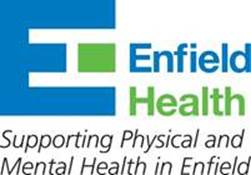 Enfield
Health
Supporting Physical and
Mental Health in Enfield